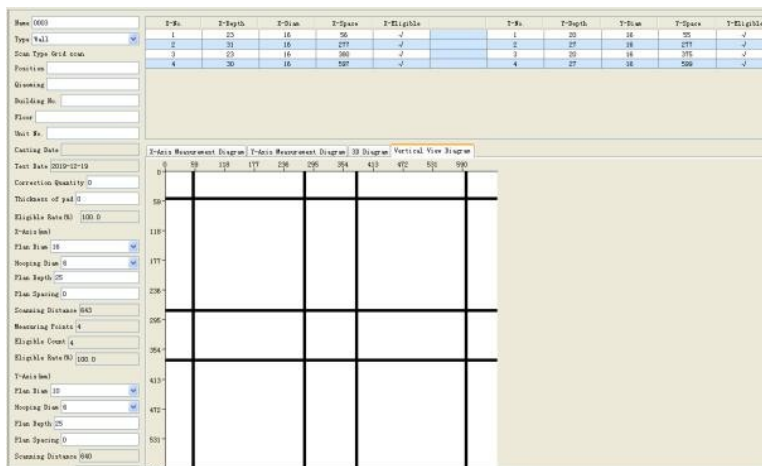 Name 0003
Type Wall
Scan Type Grid scan
Position
Building No.
Floor
Unit No.
Casting Date
Test Date 2019-12-19
Correction Quantity 0
Thickness of pad 0
Eligible Rate(%) 100.0
X-Axis(mm)
Plan Diam 16
Hooping Diam 6
Plan Depth 25
Plan Spacing 0
Scanning Distance 643
Measuring Points 4
Eligible Count 4
Eligible Rate(%) 100.0
Y-Axis(mm)
Plan Diam 10
Hooping Diam 6
Plan Depth 25
Plan Spacing 0
Scanning Distance 640
X-No. X-Depth X-Diam X-Space X-Eligible Y-No. Y-Depth Y-Diam Y-Space Y-Eligible
1 23 16 56 √ 1 20 16 55 √
2 31 16 277 √ 2 27 16 277 √
3 23 16 √ 3 20 16 375 √
4 30 16 597 √ 4 27 16 599 √
X-Axis Measurement Diagram Y-Axis Measurement Diagram 3D Diagram Vertical View Diagram
0 59 118 177 236 295 354 413 472 531 590
0
59
118
177
236
295
354
413
472
531